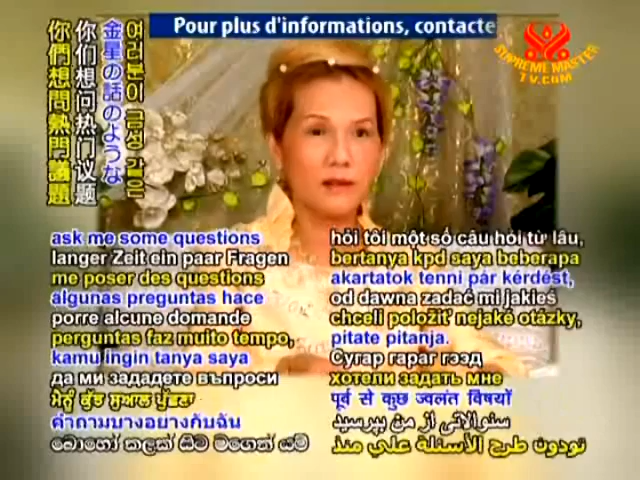 Pour plus d'informations, contacte
SUPREME MASTER
TV.COM
你們想問熱門議題
你们想问热门议题
金星の話のような
여러분이 금성 같은
ask me some questions
langer Zeit ein paar Fragen
me poser des questions
algunas preguntas hace
porre alcune domande
perguntas faz muito tempo,
kamu ingin tanya saya
да ми зададете въпроси
ਮੈਨੂੰ ਕੁੱਝ ਸੁਆਲ ਪੁੱਛਣਾ
คำถามบางอย่างกับฉัน
බොහෝ කලක් සිට මගෙන් යම්
hỏi tôi một số câu hỏi từ lâu,
bertanya kpd saya beberapa
akartatok tenni pár kérdést,
od dawna zadać mi jakieś
chceli položiť nejaké otázky,
pitate pitanja.
Сугар гараг гээд
хотели задать мне
पूर्व से कुछ ज्वलंत विषयों
سئوالاتی از من بپرسید
تودون طرح الأسئلة علي منذ